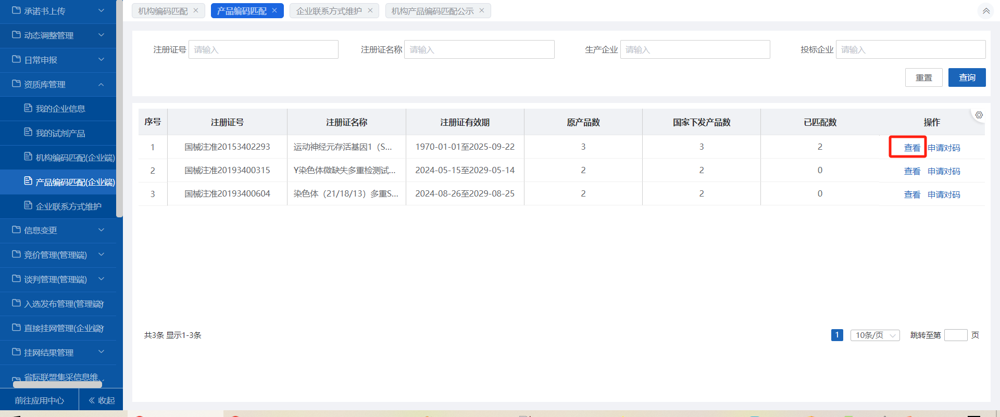 承诺书上传
动态调整管理
日常申报
资质库管理
我的企业信息
我的试剂产品
机构编码匹配(企业端)
产品编码匹配(企业端)
企业联系方式维护
信息变更
竞价管理(管理端)
谈判管理(管理端)
入选发布管理(管理端)
直接挂网管理(企业端)
挂网结果管理
省际联盟集采信息维
前往应用中心 收起
机构编码匹配 产品编码匹配 企业联系方式维护 机构产品编码匹配公示
注册证号 请输入 注册证名称 请输入 生产企业 请输入 投标企业 请输入
重置 查询
序号 注册证号 注册证名称 注册证有效期 原产品数 国家下发产品数 已匹配数 操作
1 国械注准20153402293 运动神经元存活基因1（S... 1970-01-01至2025-09-22 3 3 2 查看 申请对码
2 国械注准20193400315 Y染色体微缺失多重检测试... 2024-05-15至2029-05-14 2 2 0 查看 申请对码
3 国械注准20193400604 染色体（21/18/13）多重S... 2024-08-26至2029-08-25 2 2 0 查看 申请对码
共3条 显示1-3条 1 10条/页 跳转至第 页